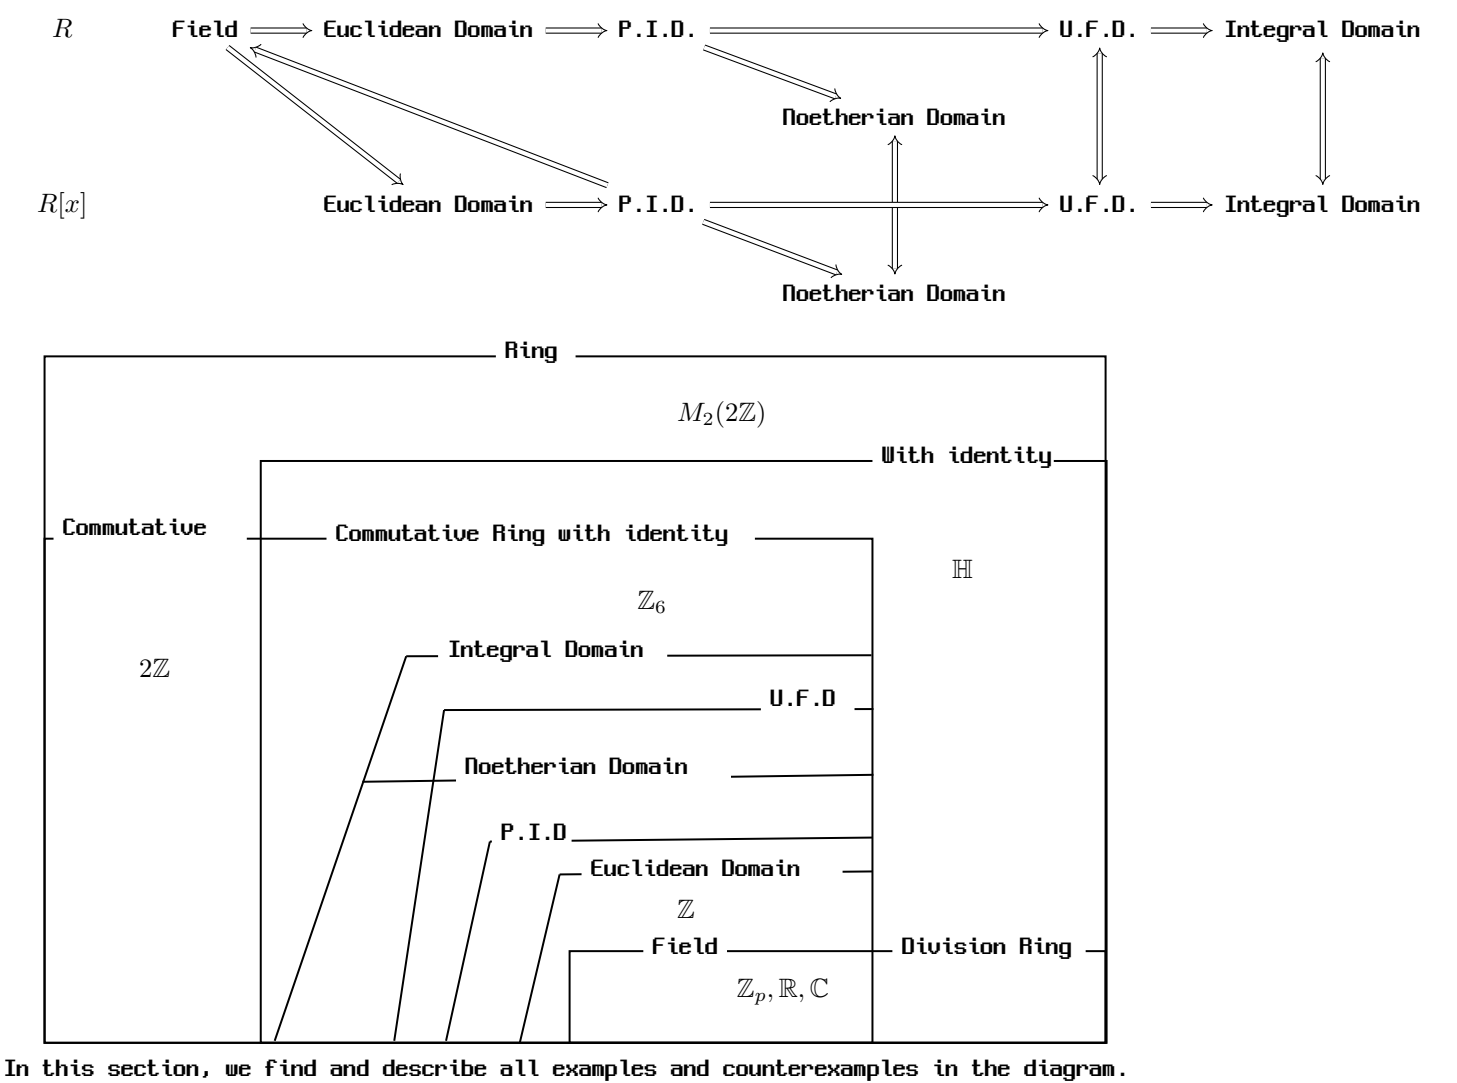 R Field Euclidean Domain P.I.D. U.F.D. Integral Domain
Noetherian Domain
R[x] Euclidean Domain P.I.D. U.F.D. Integral Domain
Noetherian Domain
Ring
M₂(2ℤ)
With identity
Commutative Commutative Ring with identity
ℍ
ℤ₆
Integral Domain
2ℤ
U.F.D
Noetherian Domain
P.I.D
Euclidean Domain
ℤ
Field Division Ring
ℤₚ, ℝ, ℂ
In this section, we find and describe all examples and counterexamples in the diagram.